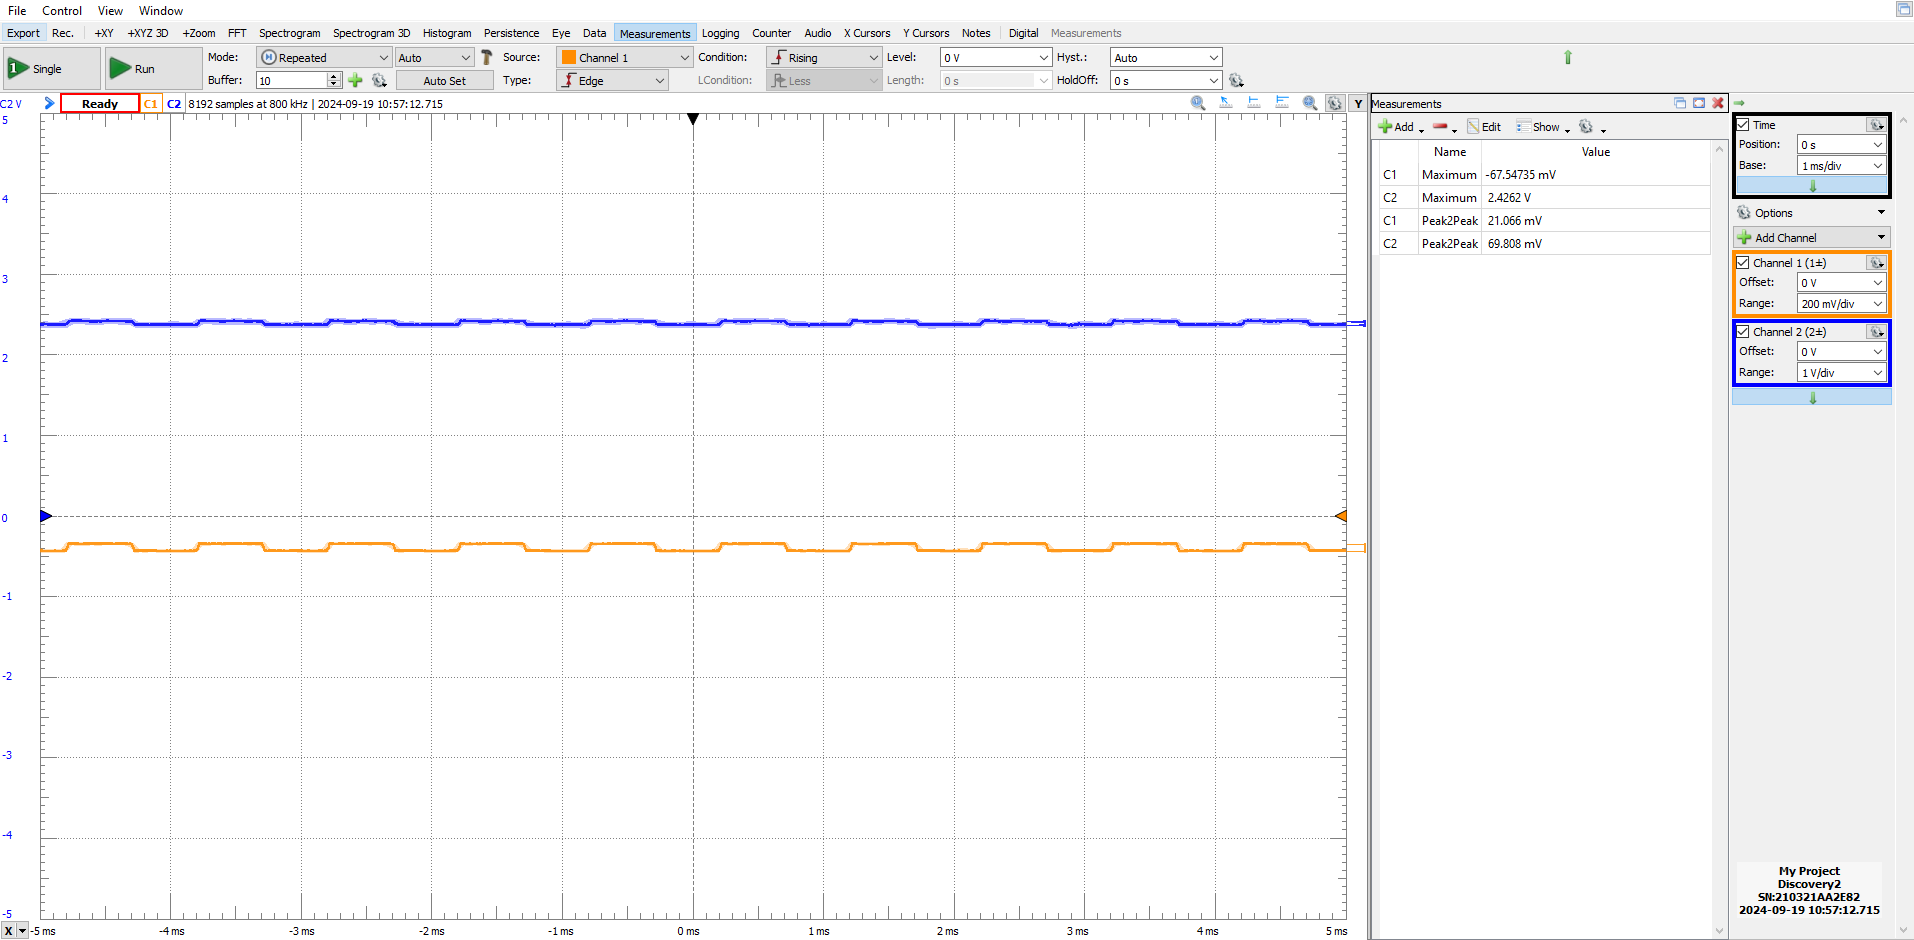 File Control View Window
Export Rec. +XY +XYZ 3D +Zoom FFT Spectrogram Spectrogram 3D Histogram Persistence Eye Data Measurements Logging Counter Audio X Cursors Y Cursors Notes Digital Measurements
1 Single Run Mode: Repeated Auto Source: Channel 1 Condition: Rising Level: 0 V Hyst.: Auto
Buffer: 10 Auto Set Type: Edge LCondition: Less Length: 0 s HoldOff: 0 s
C2 V Ready C1 C2 8192 samples at 800 kHz | 2024-09-19 10:57:12.715 Y
5
4
3
2
1
0
-1
-2
-3
-4
-5
X -5 ms -4 ms -3 ms -2 ms -1 ms 0 ms 1 ms 2 ms 3 ms 4 ms 5 ms
Measurements
Add Edit Show
Name Value
C1 Maximum -67.54735 mV
C2 Maximum 2.4262 V
C1 Peak2Peak 21.066 mV
C2 Peak2Peak 69.808 mV
Time
Position: 0 s
Base: 1 ms/div
Options
Add Channel
Channel 1 (1±)
Offset: 0 V
Range: 200 mV/div
Channel 2 (2±)
Offset: 0 V
Range: 1 V/div
My Project
Discovery2
SN:210321AA2E82
2024-09-19 10:57:12.715